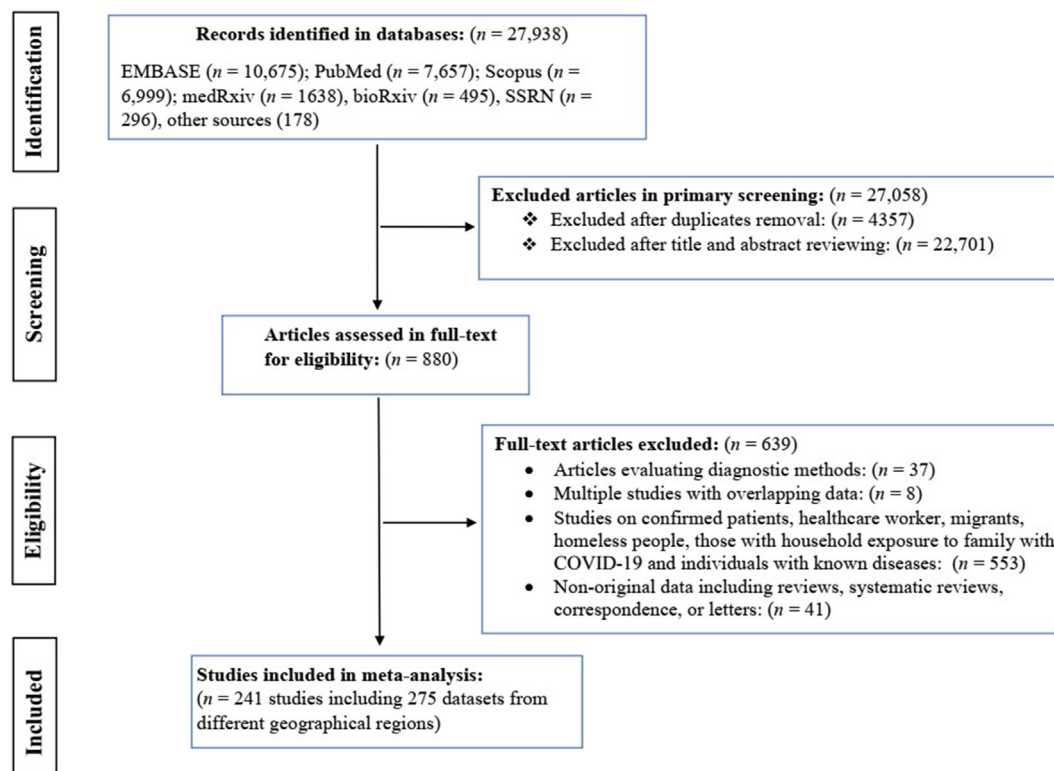 Identification
Records identified in databases: (n = 27,938)
EMBASE (n = 10,675); PubMed (n = 7,657); Scopus (n =
6,999); medRxiv (n = 1638), bioRxiv (n = 495), SSRN (n =
296), other sources (178)
Screening
Excluded articles in primary screening: (n = 27,058)
❖ Excluded after duplicates removal: (n = 4357)
❖ Excluded after title and abstract reviewing: (n = 22,701)
Articles assessed in full-text
for eligibility: (n = 880)
Eligibility
Full-text articles excluded: (n = 639)
• Articles evaluating diagnostic methods: (n = 37)
• Multiple studies with overlapping data: (n = 8)
• Studies on confirmed patients, healthcare worker, migrants,
homeless people, those with household exposure to family with
COVID-19 and individuals with known diseases: (n = 553)
• Non-original data including reviews, systematic reviews,
correspondence, or letters: (n = 41)
Included
Studies included in meta-analysis:
(n = 241 studies including 275 datasets from
different geographical regions)